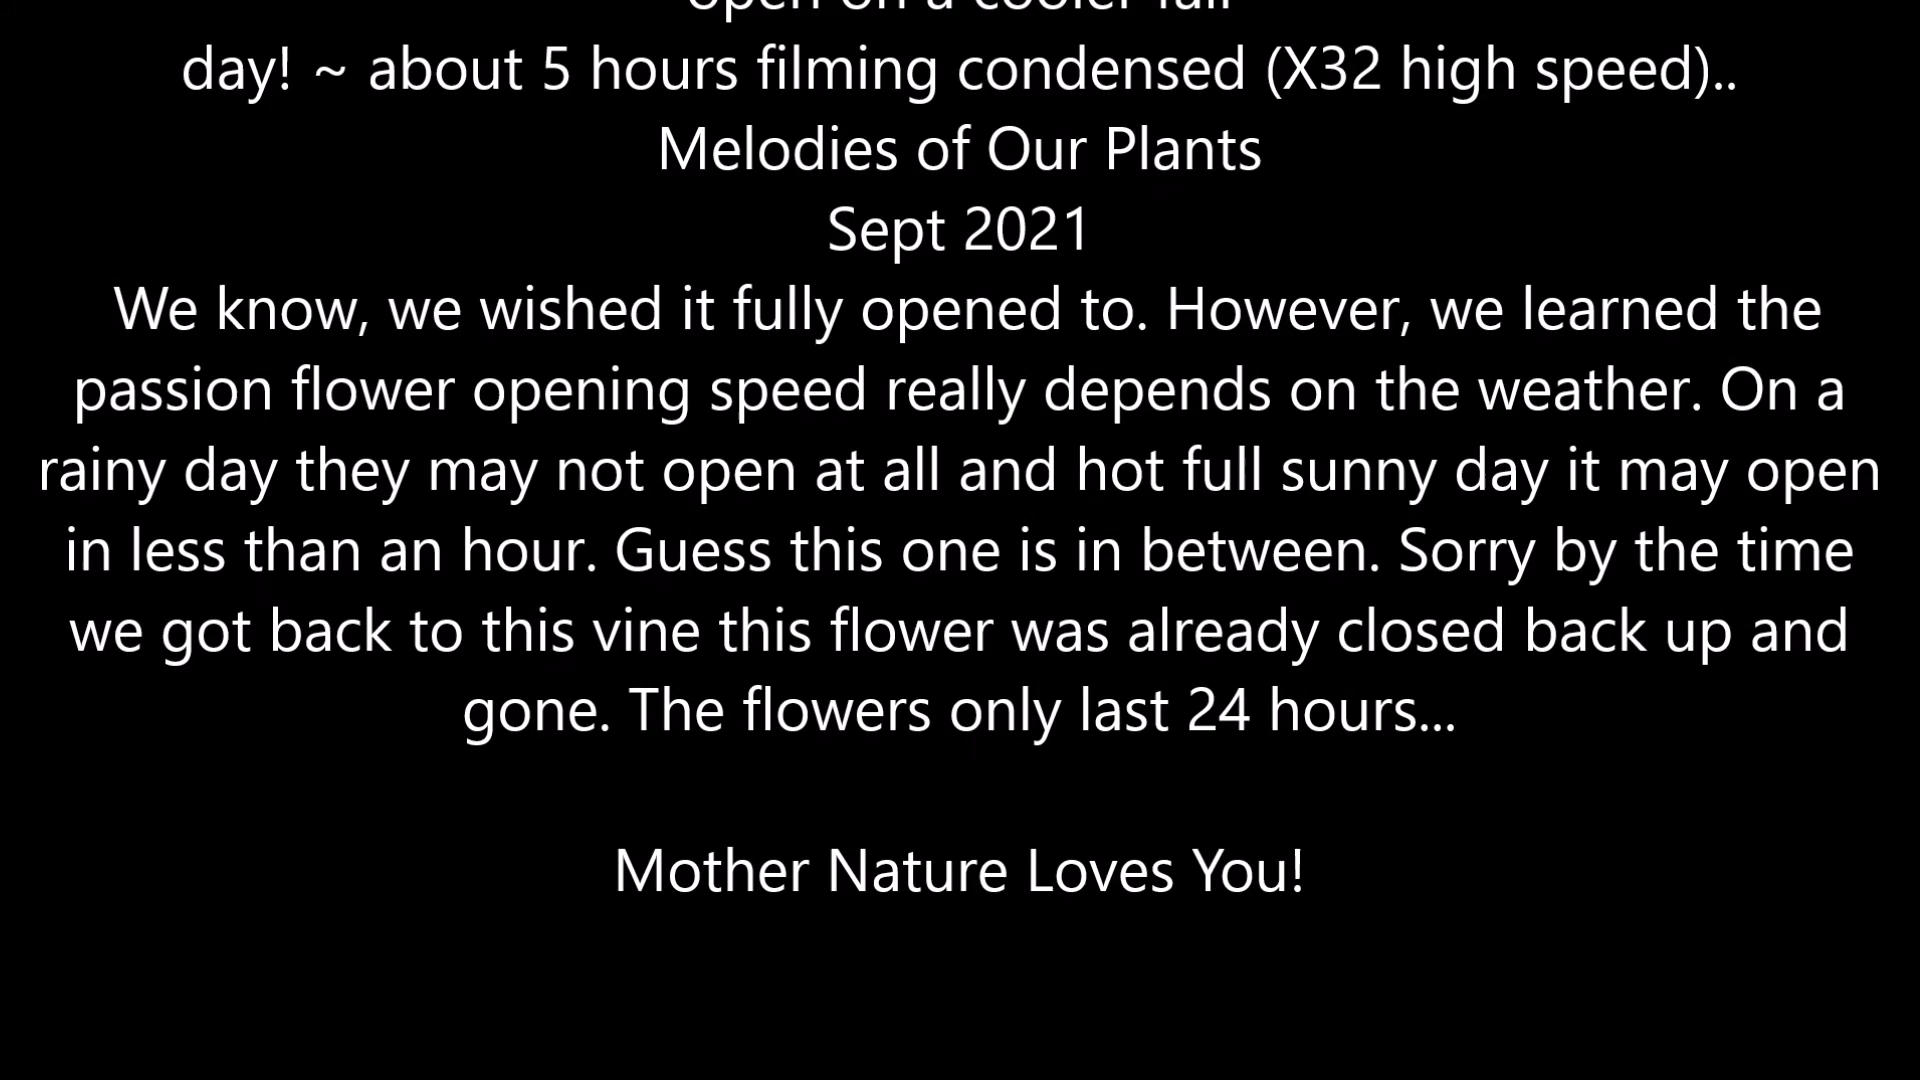 open on a cooler fall
day! ~ about 5 hours filming condensed (X32 high speed)..
Melodies of Our Plants
Sept 2021
We know, we wished it fully opened to. However, we learned the
passion flower opening speed really depends on the weather. On a
rainy day they may not open at all and hot full sunny day it may open
in less than an hour. Guess this one is in between. Sorry by the time
we got back to this vine this flower was already closed back up and
gone. The flowers only last 24 hours...
Mother Nature Loves You!